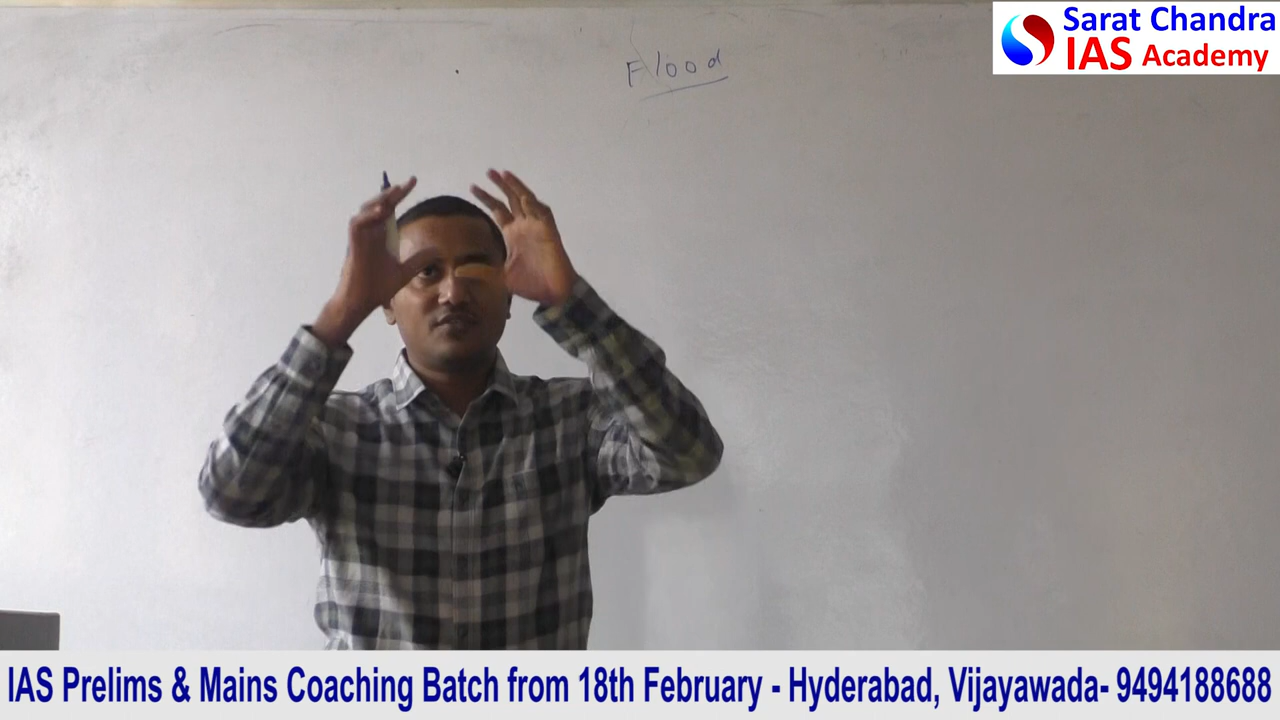 Sarat Chandra
IAS Academy
Flood
IAS Prelims & Mains Coaching Batch from 18th February - Hyderabad, Vijayawada- 9494188688